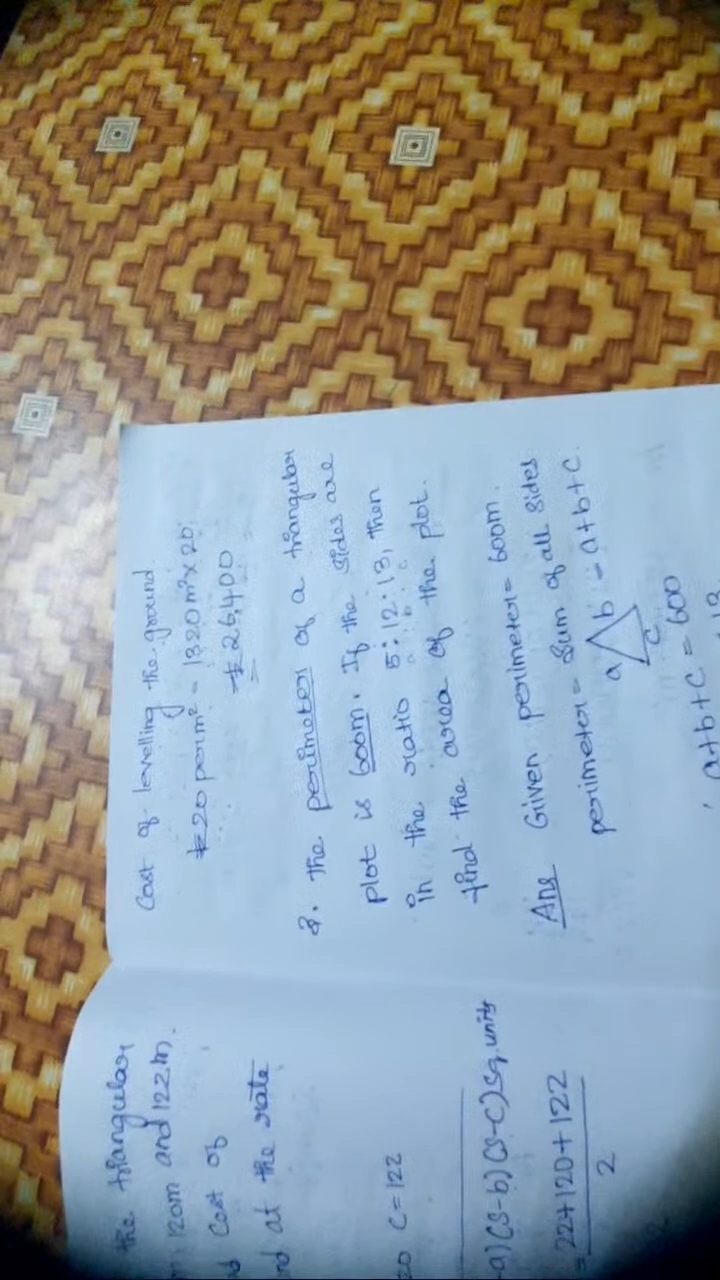 the triangular
120m and 122m.
Cost of
at the rate
C=122
a)(S-b)(S-C) Sq.units
= 22+120+122
2
Cost of levelling the ground
₹20 per m² = 1320m²×20
₹26,400
2. The perimeter of a triangular
plot is 600m. If the sides are
in the ratio 5:12:13, then
a b c
find the area of the plot.
Ans Given perimeter = 600m.
perimeter = Sum of all sides
a b = a+b+c.
c
a+b+c = 600